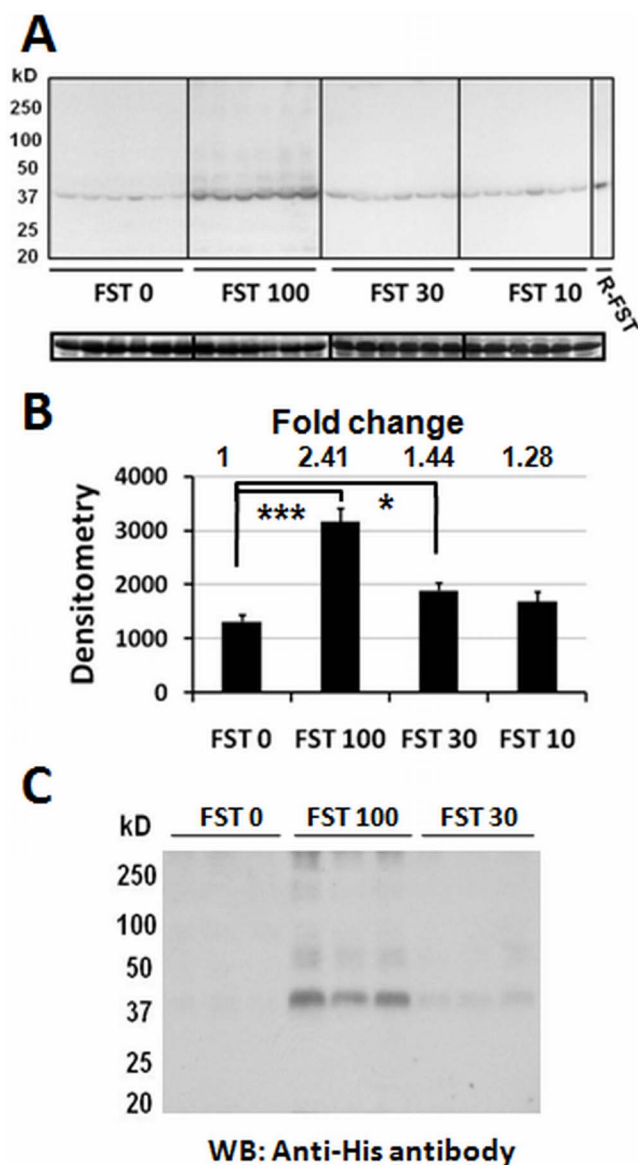 A
kD
250
100
50
37
25
20
FST 0 FST 100 FST 30 FST 10 R-FST
B
Fold change
1 2.41 1.44 1.28
4000
3000
2000
1000
0
Densitometry
*** *
FST 0 FST 100 FST 30 FST 10
C
kD FST 0 FST 100 FST 30
250
100
50
37
25
20
WB: Anti-His antibody